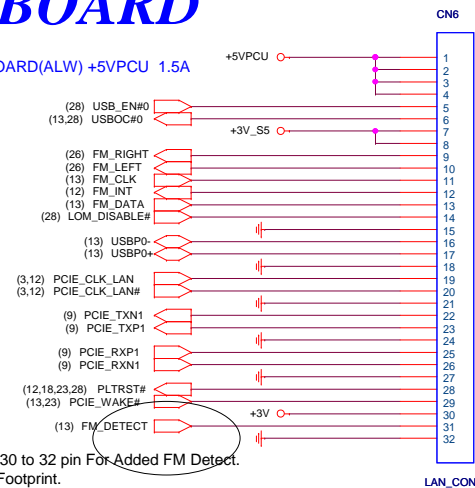 BOARD
CN6
OARD(ALW) +5VPCU 1.5A
+5VPCU
1
2
3
4
(28) USB_EN#0 5
(13,28) USBOC#0 6
+3V_S5 7
8
(26) FM_RIGHT 9
(26) FM_LEFT 10
(13) FM_CLK 11
(12) FM_INT 12
(13) FM_DATA 13
(28) LOM_DISABLE# 14
15
(13) USBP0- 16
(13) USBP0+ 17
18
(3,12) PCIE_CLK_LAN 19
(3,12) PCIE_CLK_LAN# 20
21
(9) PCIE_TXN1 22
(9) PCIE_TXP1 23
24
(9) PCIE_RXP1 25
(9) PCIE_RXN1 26
27
(12,18,23,28) PLTRST# 28
(13,23) PCIE_WAKE# 29
+3V 30
(13) FM_DETECT 31
32
30 to 32 pin For Added FM Detect.
Footprint.
LAN_CON